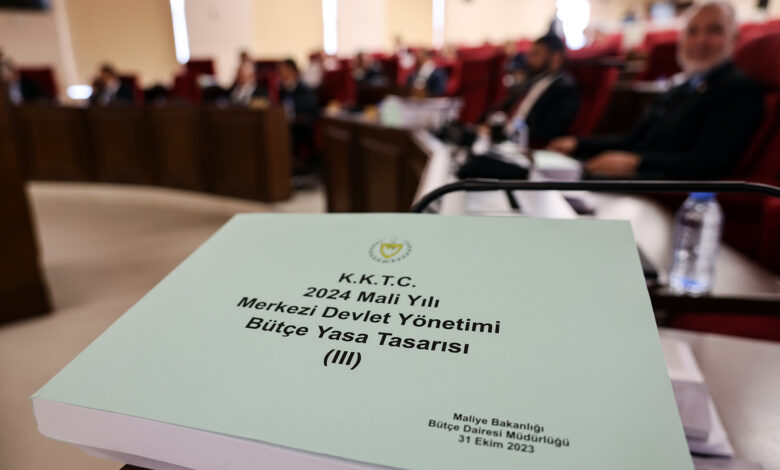 K.K.T.C.
2024 Mali Yılı
Merkezi Devlet Yönetimi
Bütçe Yasa Tasarısı
(III)
Maliye Bakanlığı
Bütçe Dairesi Müdürlüğü
31 Ekim 2023